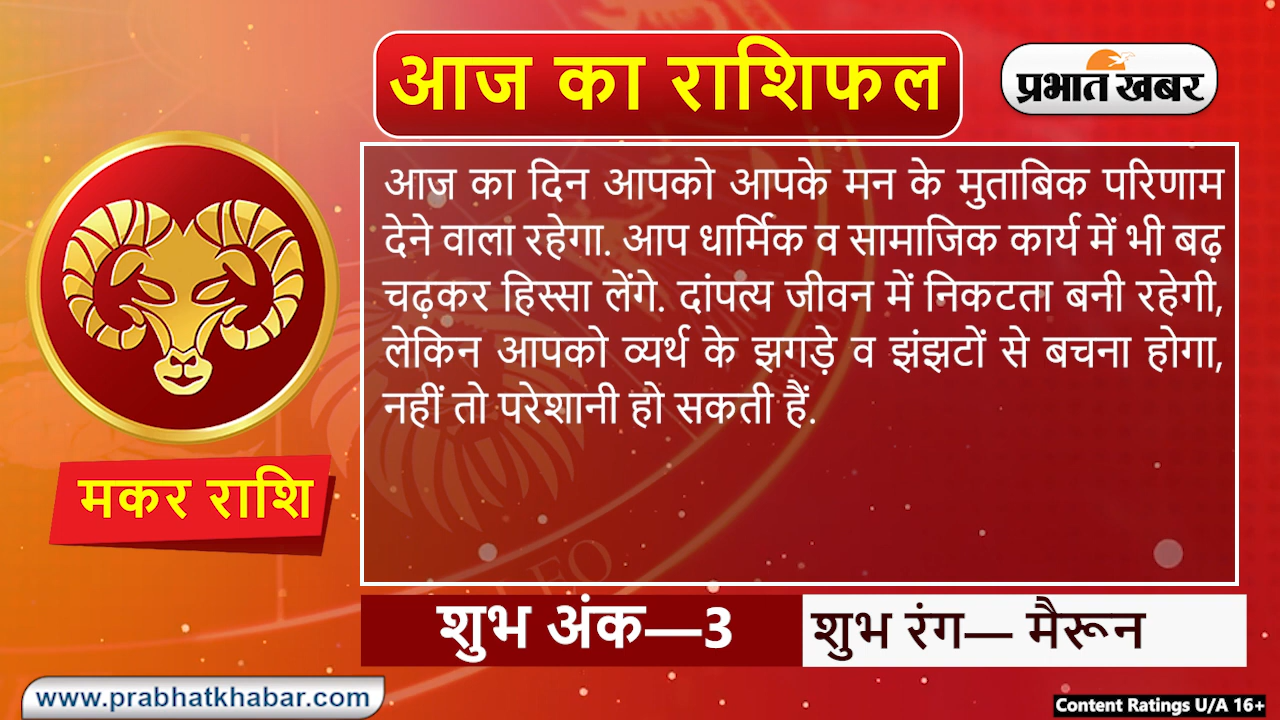 आज का राशिफल
प्रभात खबर
आज का दिन आपको आपके मन के मुताबिक परिणाम
देने वाला रहेगा. आप धार्मिक व सामाजिक कार्य में भी बढ़
चढ़कर हिस्सा लेंगे. दांपत्य जीवन में निकटता बनी रहेगी,
लेकिन आपको व्यर्थ के झगड़े व झंझटों से बचना होगा,
नहीं तो परेशानी हो सकती हैं.
मकर राशि
LEO
शुभ अंक—3
शुभ रंग— मैरून
www.prabhatkhabar.com
Content Ratings U/A 16+